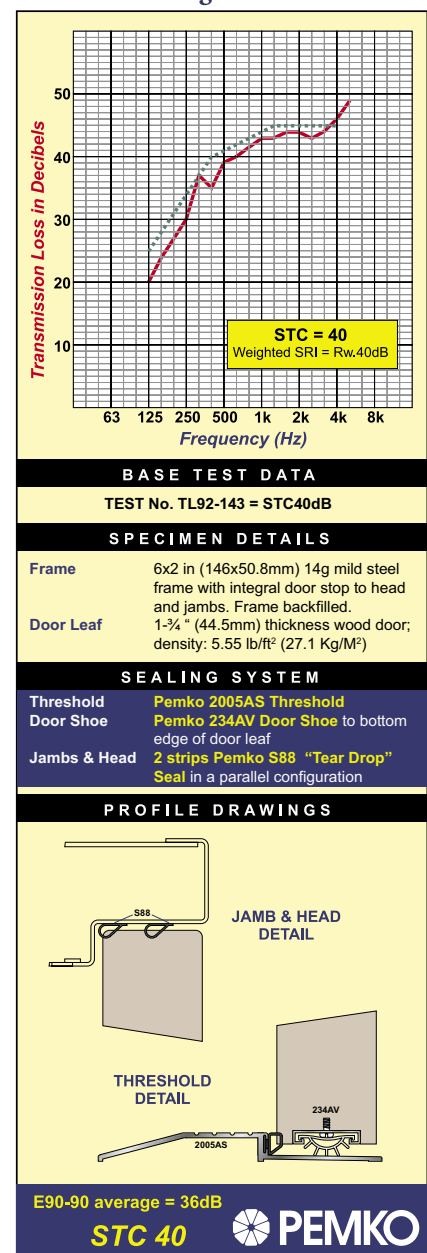 Transmission Loss in Decibels
50
40
30
20
10
STC = 40
Weighted SRI = Rw.40dB
63 125 250 500 1k 2k 4k 8k
Frequency (Hz)
BASE TEST DATA
TEST No. TL92-143 = STC40dB
SPECIMEN DETAILS
Frame 6x2 in (146x50.8mm) 14g mild steel
frame with integral door stop to head
and jambs. Frame backfilled.
Door Leaf 1-¾ “ (44.5mm) thickness wood door;
density: 5.55 lb/ft² (27.1 Kg/M²)
SEALING SYSTEM
Threshold Pemko 2005AS Threshold
Door Shoe Pemko 234AV Door Shoe to bottom
edge of door leaf
Jambs & Head 2 strips Pemko S88 “Tear Drop”
Seal in a parallel configuration
PROFILE DRAWINGS
S88
JAMB & HEAD
DETAIL
THRESHOLD
DETAIL
234AV
2005AS
E90-90 average = 36dB
STC 40
PEMKO